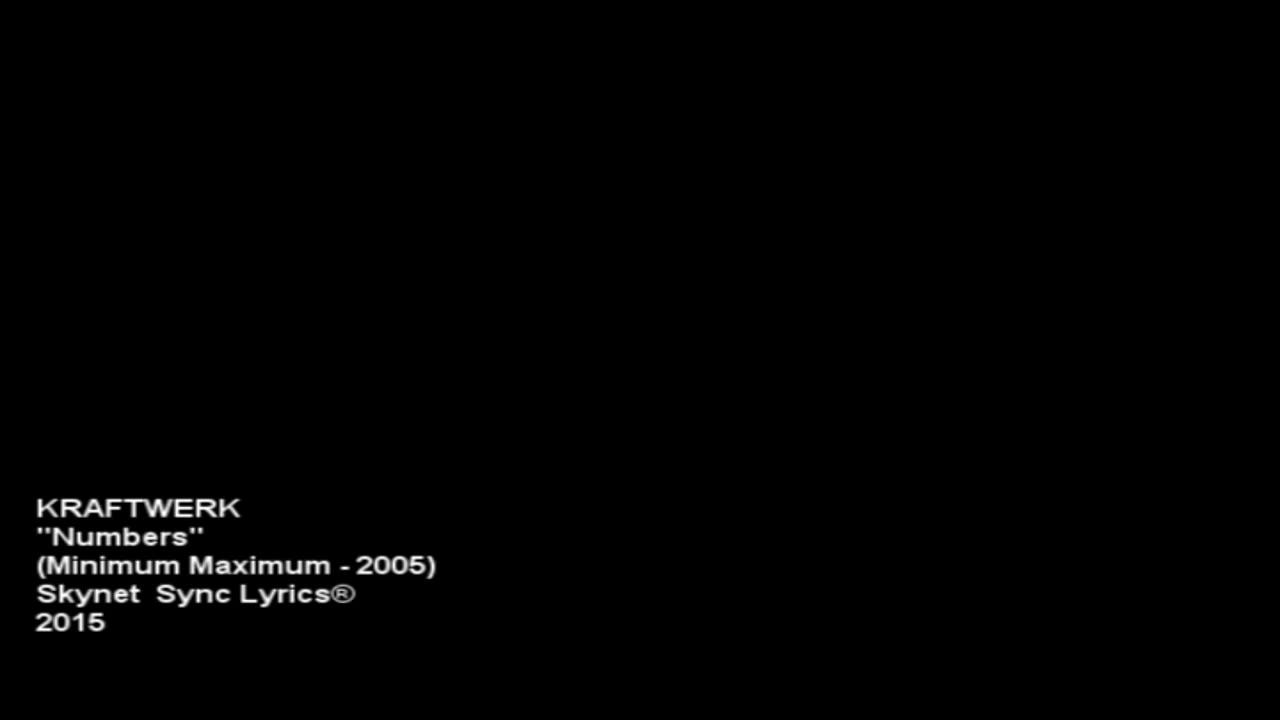 KRAFTWERK
"Numbers"
(Minimum Maximum - 2005)
Skynet  Sync Lyrics®
2015